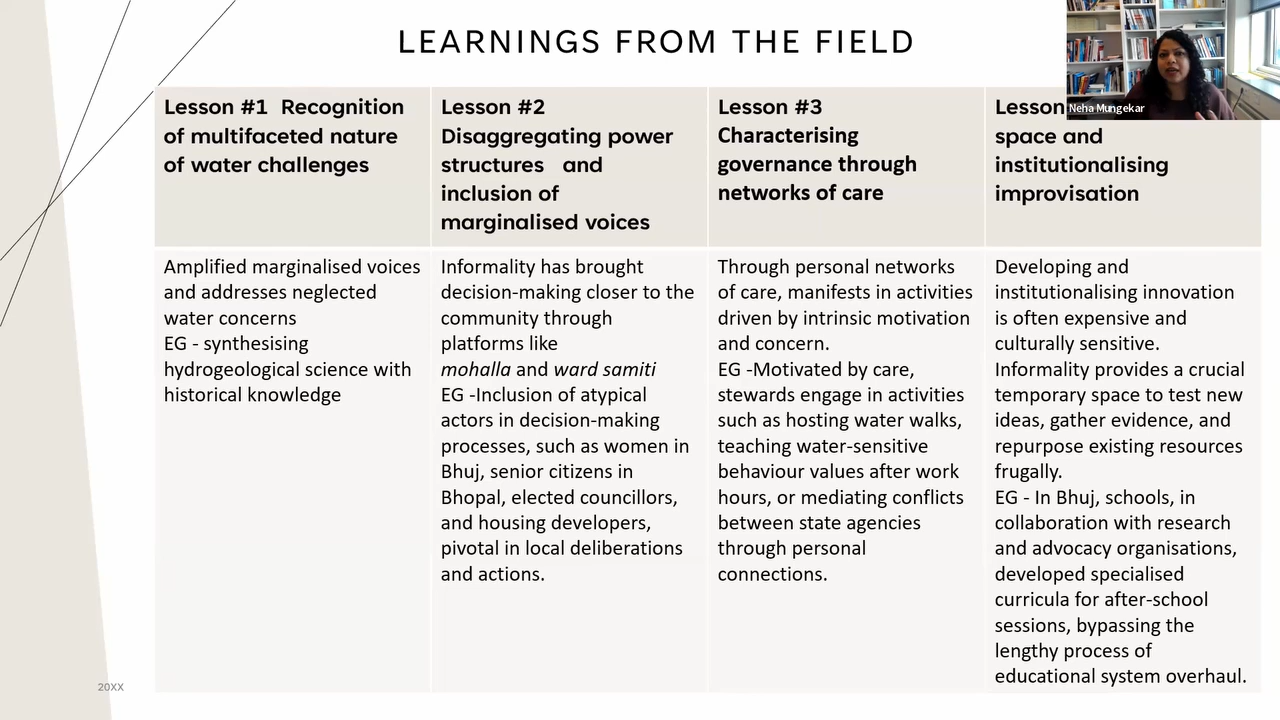 LEARNINGS FROM THE FIELD
Neha Mungekar
Lesson #1 Recognition
of multifaceted nature
of water challenges
Lesson #2
Disaggregating power
structures and
inclusion of
marginalised voices
Lesson #3
Characterising
governance through
networks of care
Lesson
space and
institutionalising
improvisation
Amplified marginalised voices
and addresses neglected
water concerns
EG - synthesising
hydrogeological science with
historical knowledge
Informality has brought
decision-making closer to the
community through
platforms like
mohalla and ward samiti
EG -Inclusion of atypical
actors in decision-making
processes, such as women in
Bhuj, senior citizens in
Bhopal, elected councillors,
and housing developers,
pivotal in local deliberations
and actions.
Through personal networks
of care, manifests in activities
driven by intrinsic motivation
and concern.
EG -Motivated by care,
stewards engage in activities
such as hosting water walks,
teaching water-sensitive
behaviour values after work
hours, or mediating conflicts
between state agencies
through personal
connections.
Developing and
institutionalising innovation
is often expensive and
culturally sensitive.
Informality provides a crucial
temporary space to test new
ideas, gather evidence, and
repurpose existing resources
frugally.
EG - In Bhuj, schools, in
collaboration with research
and advocacy organisations,
developed specialised
curricula for after-school
sessions, bypassing the
lengthy process of
educational system overhaul.
20XX